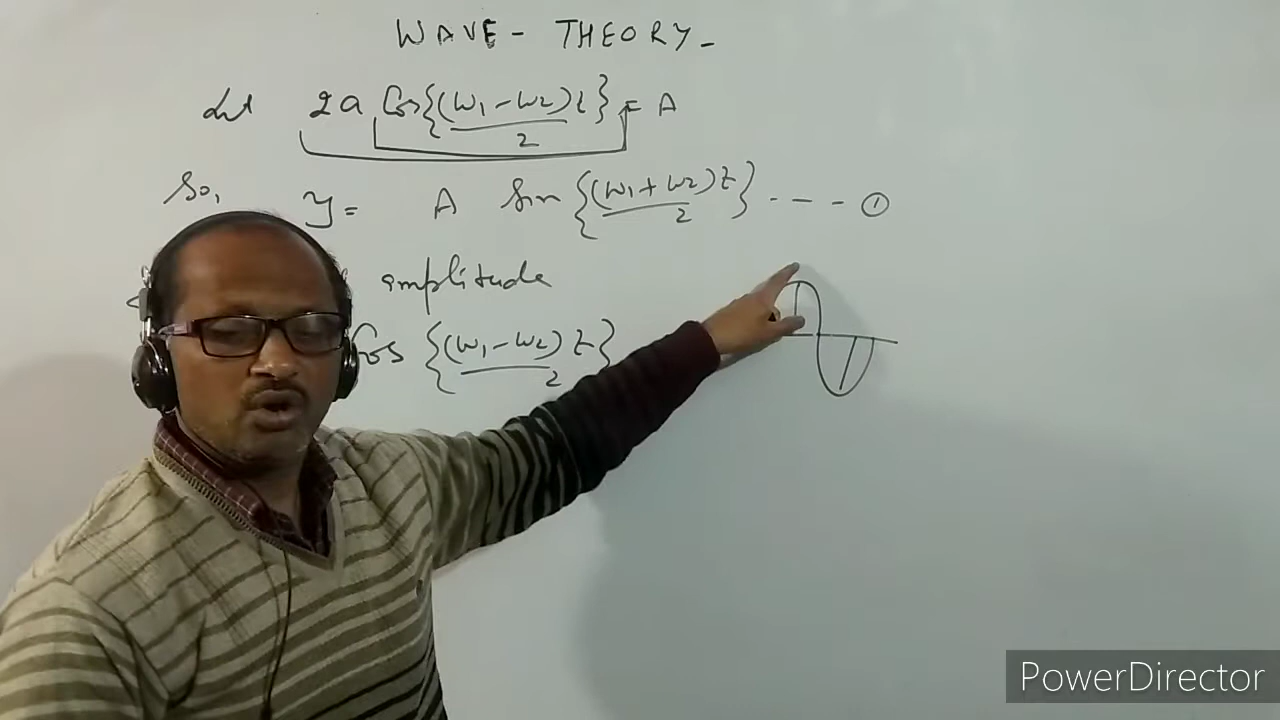 WAVE - THEORY -
Let 2a Cos{(ω1 - ω2)t/2} = A
So, y = A Sin{(ω1 + ω2)t/2} --- ①
amplitude
Cos {(ω1 - ω2)t/2}
PowerDirector